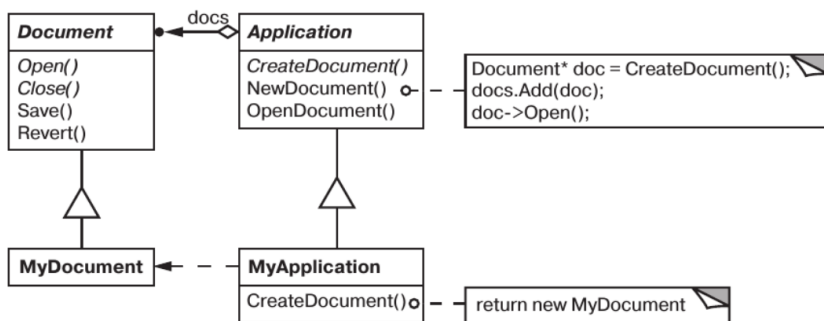 docs
Document
Open()
Close()
Save()
Revert()
Application
CreateDocument()
NewDocument()
OpenDocument()
Document* doc = CreateDocument();
docs.Add(doc);
doc->Open();
MyDocument
MyApplication
CreateDocument()
return new MyDocument